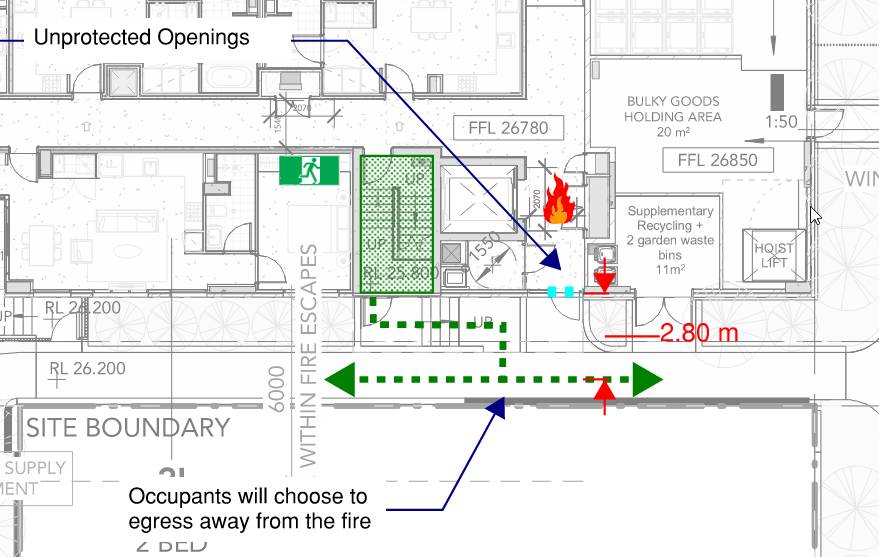 Unprotected Openings
2070
1540
FFL 26780
BULKY GOODS
HOLDING AREA
20 m²
1:50
FFL 26850
WIN
UP
2070
UP
1550
RL 25.800
Supplementary
Recycling +
2 garden waste
bins
11m²
HOIST
LIFT
UP
RL 26.200
UP
2.80 m
RL 26.200
6000
WITHIN FIRE ESCAPES
SITE BOUNDARY
SUPPLY
MENT
Occupants will choose to
egress away from the fire
2 BED